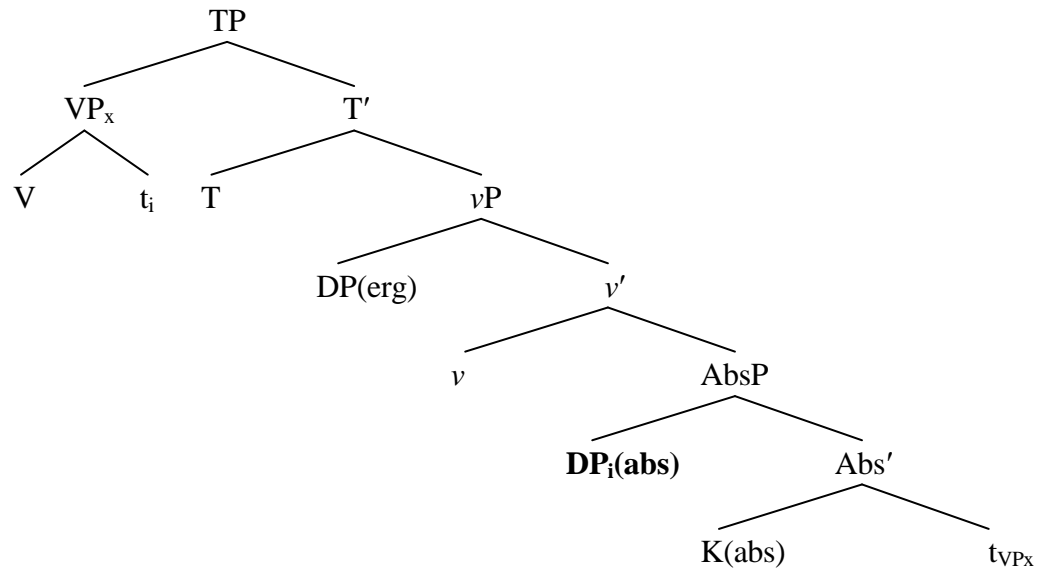 TP
VPx T′
V ti T vP
DP(erg) v′
v AbsP
DPi(abs) Abs′
K(abs) tVPx